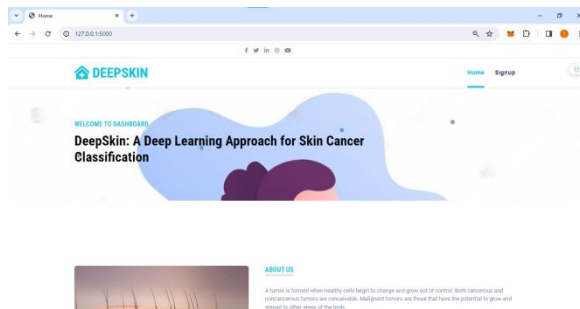 Home
127.0.0.1:5000
DEEPSKIN
Home Signup
WELCOME TO DASHBOARD
DeepSkin: A Deep Learning Approach for Skin Cancer
Classification
ABOUT US
A tumor is formed when healthy cells begin to change and grow out of control. Both cancerous and
noncancerous tumors are conceivable. Malignant tumors are those that have the potential to grow and
spread to other areas of the body.